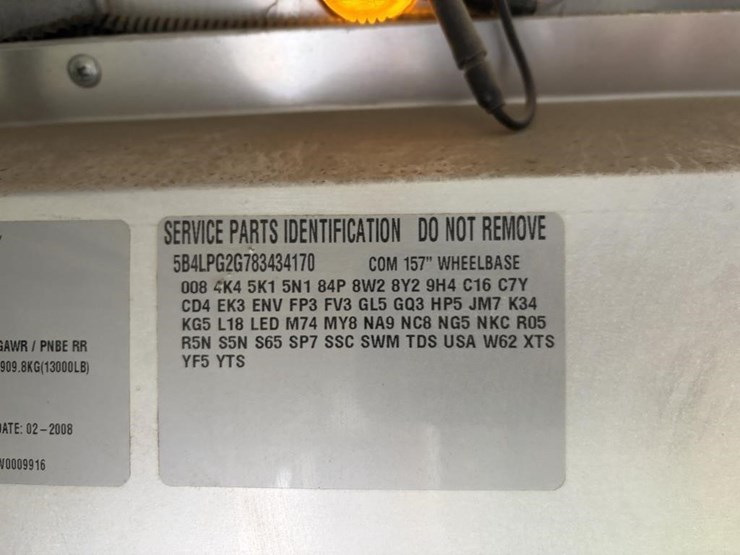 SERVICE PARTS IDENTIFICATION DO NOT REMOVE
5B4LPG2G783434170 COM 157" WHEELBASE
008 4K4 5K1 5N1 84P 8W2 8Y2 9H4 C16 C7Y
CD4 EK3 ENV FP3 FV3 GL5 GQ3 HP5 JM7 K34
KG5 L18 LED M74 MY8 NA9 NC8 NG5 NKC R05
R5N S5N S65 SP7 SSC SWM TDS USA W62 XTS
YF5 YTS
GAWR / PNBE RR
909.8KG(13000LB)
DATE: 02-2008
0009916